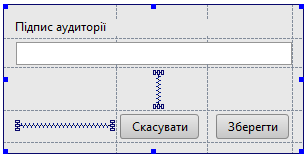 Підпис аудиторії
Скасувати
Зберегти